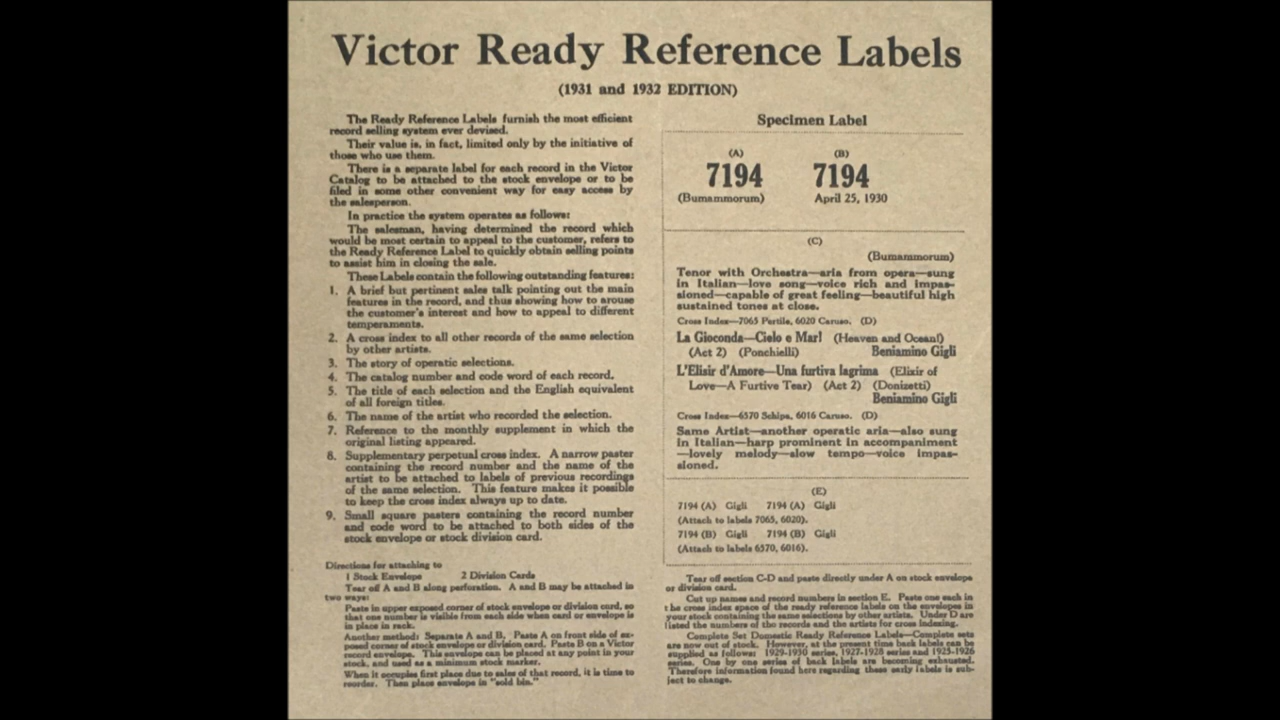 Victor Ready Reference Labels
(1931 and 1932 EDITION)
The Ready Reference Labels furnish the most efficient
record selling system ever devised.
Their value is, in fact, limited only by the initiative of
those who use them.
There is a separate label for each record in the Victor
Catalog to be attached to the stock envelope or to be
filed in some other convenient way for easy access by
the salesperson.
In practice the system operates as follows:
The salesman, having determined the record which
would be most certain to appeal to the customer, refers to
the Ready Reference Label to quickly obtain selling points
to assist him in closing the sale.
These Labels contain the following outstanding features:
1. A brief but pertinent sales talk pointing out the main
features in the record, and thus showing how to arouse
the customer's interest and how to appeal to different
temperaments.
2. A cross index to all other records of the same selection
by other artists.
3. The story of operatic selections.
4. The catalog number and code word of each record.
5. The title of each selection and the English equivalent
of all foreign titles.
6. The name of the artist who recorded the selection.
7. Reference to the monthly supplement in which the
original listing appeared.
8. Supplementary perpetual cross index. A narrow paster
containing the record number and the name of the
artist to be attached to labels of previous recordings
of the same selection. This feature makes it possible
to keep the cross index always up to date.
9. Small square pasters containing the record number
and code word to be attached to both sides of the
stock envelope or stock division card.
Directions for attaching to
1 Stock Envelope 2 Division Cards
Tear off A and B along perforation. A and B may be attached in
two ways:
Paste in upper exposed corner of stock envelope or division card, so
that one number is visible from each side when card or envelope is
in place in rack.
Another method: Separate A and B. Paste A on front side of ex-
posed corner of stock envelope or division card. Paste B on a Victor
record envelope. This envelope can be placed at any point in your
stock, and used as a minimum stock marker.
When it occupies first place due to sales of that record, it is time to
reorder. Then place envelope in "sold bin."
Specimen Label
(A) (B)
7194 7194
(Bumammorum) April 25, 1930
(C)
(Bumammorum)
Tenor with Orchestra—aria from opera—sung
in Italian—love song—voice rich and impas-
sioned—capable of great feeling—beautiful high
sustained tones at close.
Cross Index—7065 Pertile, 6020 Caruso. (D)
La Gioconda—Cielo e Mar! (Heaven and Ocean!)
(Act 2) (Ponchielli) Beniamino Gigli
L'Elisir d'Amore—Una furtiva lagrima (Elixir of
Love—A Furtive Tear) (Act 2) (Donizetti)
Beniamino Gigli
Cross Index—6570 Schipa, 6016 Caruso. (D)
Same Artist—another operatic aria—also sung
in Italian—harp prominent in accompaniment
—lovely melody—slow tempo—voice impas-
sioned.
(E)
7194 (A) Gigli 7194 (A) Gigli
(Attach to labels 7065, 6020).
7194 (B) Gigli 7194 (B) Gigli
(Attach to labels 6570, 6016).
Tear off section C-D and paste directly under A on stock envelope
or division card.
Cut up names and record numbers in section E. Paste one each in
the cross index space of the ready reference labels on the envelopes in
your stock containing the same selections by other artists. Under D are
listed the numbers of the records and the artists for cross indexing.
Complete Set Domestic Ready Reference Labels—Complete sets
are now out of stock. However, at the present time back labels can be
supplied as follows: 1929-1930 series, 1927-1928 series and 1925-1926
series. One by one series of back labels are becoming exhausted.
Therefore information found here regarding these early labels is sub-
ject to change.